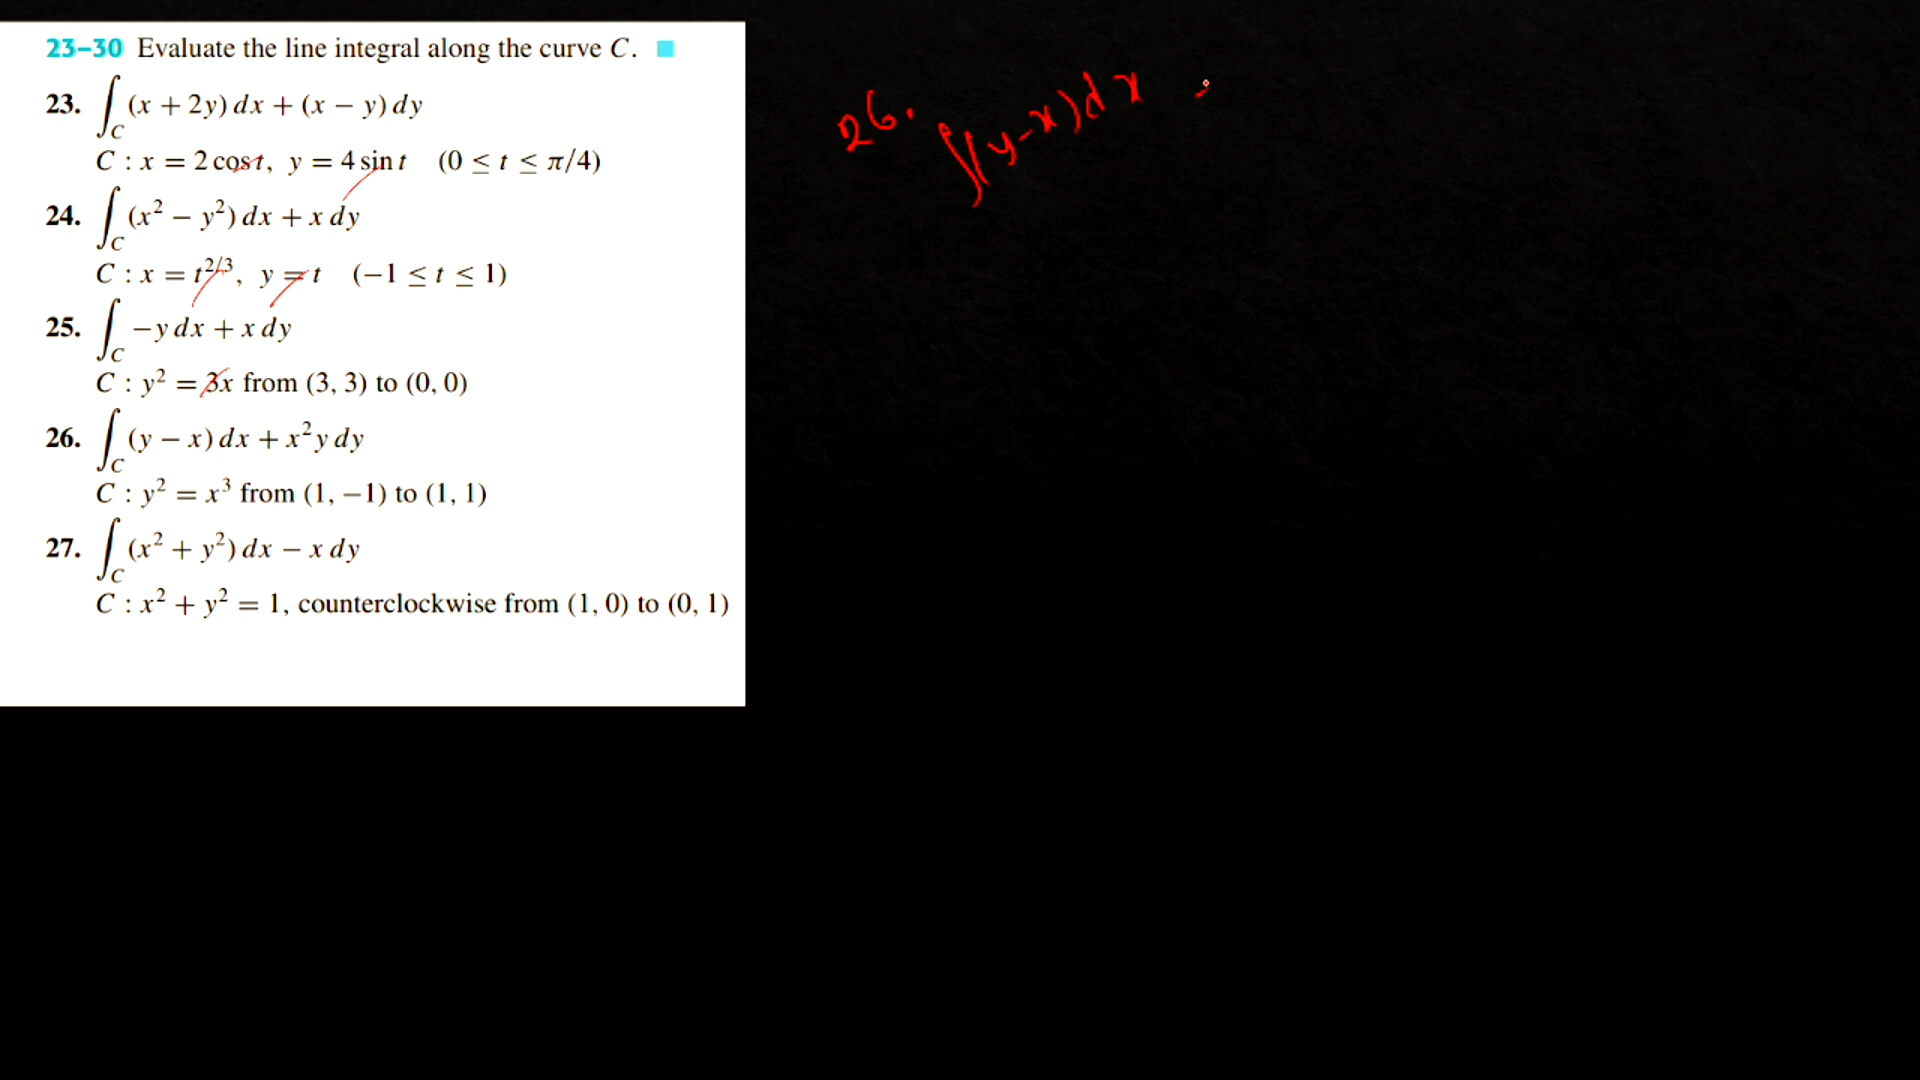 23–30 Evaluate the line integral along the curve C.
23. ∫_C (x + 2y) dx + (x − y) dy
C : x = 2 cos t, y = 4 sin t (0 ≤ t ≤ π/4)
24. ∫_C (x² − y²) dx + x dy
C : x = t^{2/3}, y = t (−1 ≤ t ≤ 1)
25. ∫_C −y dx + x dy
C : y² = 3x from (3, 3) to (0, 0)
26. ∫_C (y − x) dx + x²y dy
C : y² = x³ from (1, −1) to (1, 1)
27. ∫_C (x² + y²) dx − x dy
C : x² + y² = 1, counterclockwise from (1, 0) to (0, 1)
26. ∫(y-x)dx